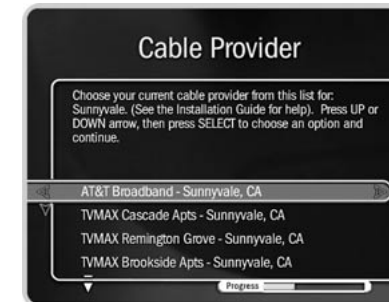 Cable Provider
Choose your current cable provider from this list for:
Sunnyvale. (See the Installation Guide for help). Press UP or
DOWN arrow, then press SELECT to choose an option and
continue.
AT&T Broadband - Sunnyvale, CA
TVMAX Cascade Apts - Sunnyvale, CA
TVMAX Remington Grove - Sunnyvale, CA
TVMAX Brookside Apts - Sunnyvale, CA
Progress